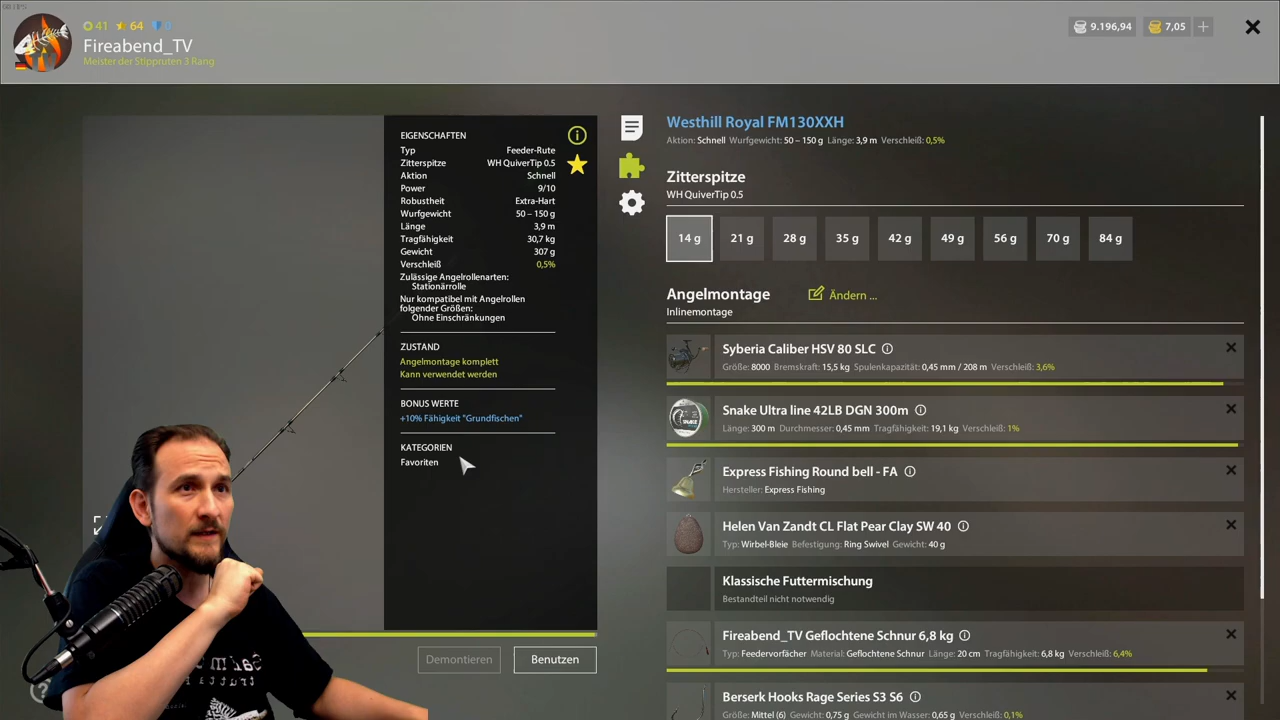 41 64 0
Fireabend_TV
Meister der Stippruten 3 Rang
9.196,94 7,05
EIGENSCHAFTEN
Typ Feeder-Rute
Zitterspitze WH QuiverTip 0.5
Aktion Schnell
Power 9/10
Robustheit Extra-Hart
Wurfgewicht 50 – 150 g
Länge 3,9 m
Tragfähigkeit 30,7 kg
Gewicht 307 g
Verschleiß 0,5%
Zulässige Angelrollenarten:
Stationärrolle
Nur kompatibel mit Angelrollen
folgender Größen:
Ohne Einschränkungen
ZUSTAND
Angelmontage komplett
Kann verwendet werden
BONUS WERTE
+10% Fähigkeit "Grundfischen"
KATEGORIEN
Favoriten
Demontieren Benutzen
Westhill Royal FM130XXH
Aktion: Schnell Wurfgewicht: 50 – 150 g Länge: 3,9 m Verschleiß: 0,5%
Zitterspitze
WH QuiverTip 0.5
14 g 21 g 28 g 35 g 42 g 49 g 56 g 70 g 84 g
Angelmontage Ändern ...
Inlinemontage
Syberia Caliber HSV 80 SLC
Größe: 8000 Bremskraft: 15,5 kg Spulenkapazität: 0,45 mm / 208 m Verschleiß: 3,6%
Snake Ultra line 42LB DGN 300m
Länge: 300 m Durchmesser: 0,45 mm Tragfähigkeit: 19,1 kg Verschleiß: 1%
Express Fishing Round bell - FA
Hersteller: Express Fishing
Helen Van Zandt CL Flat Pear Clay SW 40
Typ: Wirbel-Bleie Befestigung: Ring Swivel Gewicht: 40 g
Klassische Futtermischung
Bestandteil nicht notwendig
Fireabend_TV Geflochtene Schnur 6,8 kg
Typ: Feedervorfächer Material: Geflochtene Schnur Länge: 20 cm Tragfähigkeit: 6,8 kg Verschleiß: 6,4%
Berserk Hooks Rage Series S3 S6
Größe: Mittel (6) Gewicht: 0,75 g Gewicht im Wasser: 0,65 g Verschleiß: 0,1%